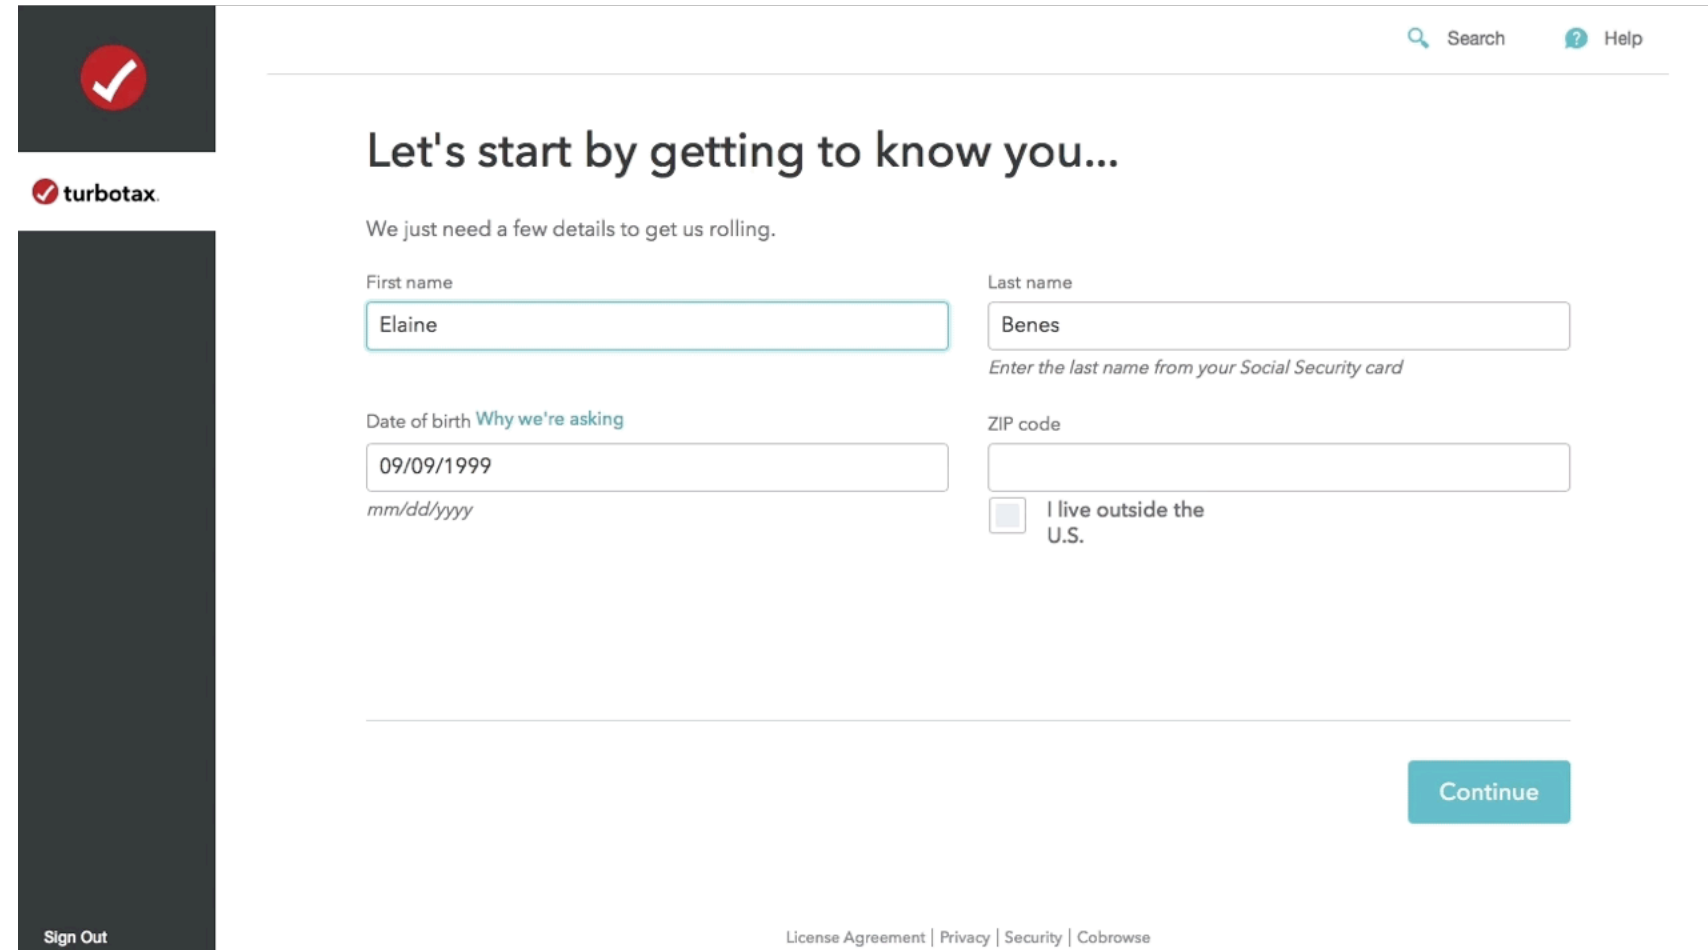 Search
Help
turbotax.
Let's start by getting to know you...
We just need a few details to get us rolling.
First name
Last name
Elaine
Benes
Enter the last name from your Social Security card
Date of birth Why we're asking
ZIP code
09/09/1999
mm/dd/yyyy
I live outside the
U.S.
Continue
Sign Out
License Agreement | Privacy | Security | Cobrowse